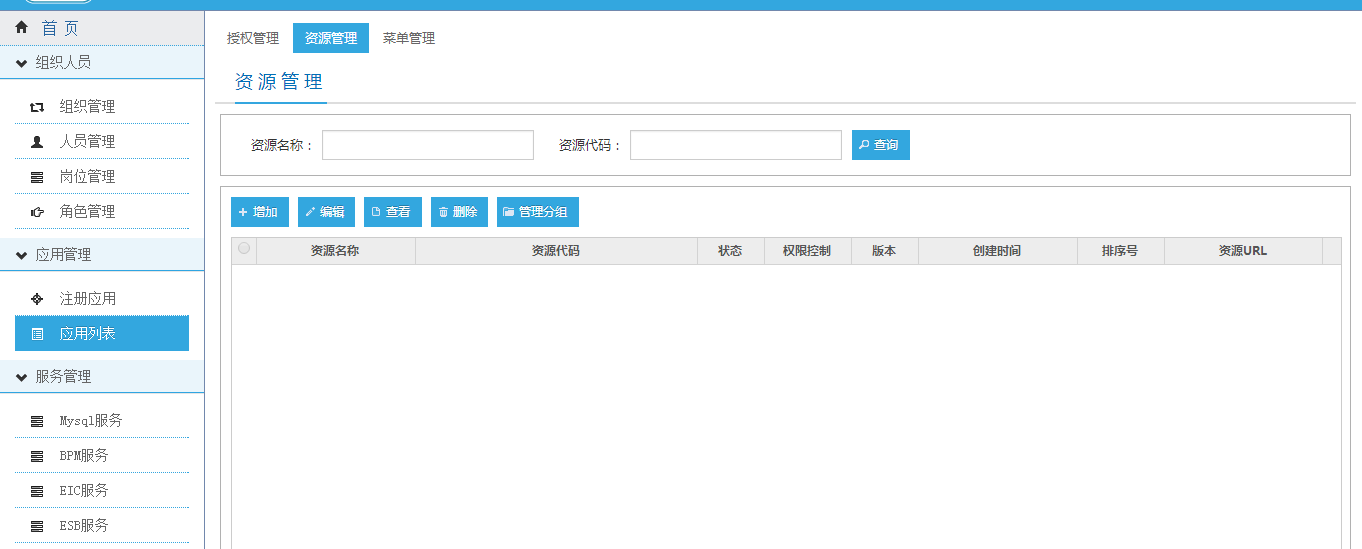 首 页
组织人员
组织管理
人员管理
岗位管理
角色管理
应用管理
注册应用
应用列表
服务管理
Mysql服务
BPM服务
EIC服务
ESB服务
授权管理 资源管理 菜单管理
资源管理
资源名称： 资源代码： 查询
增加 编辑 查看 删除 管理分组
资源名称 资源代码 状态 权限控制 版本 创建时间 排序号 资源URL